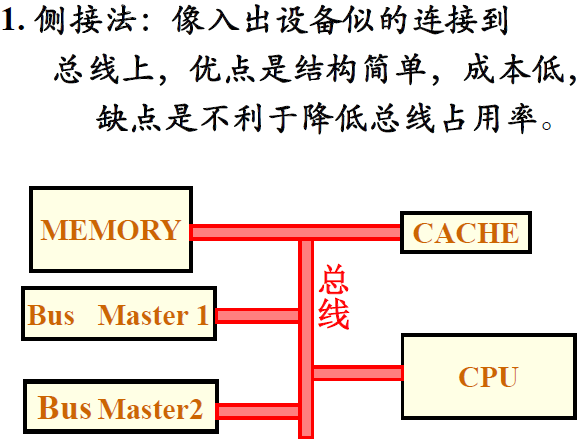 1. 侧接法：像入出设备似的连接到
总线上，优点是结构简单，成本低，
缺点是不利于降低总线占用率。
MEMORY
CACHE
总
线
Bus Master 1
CPU
Bus Master2